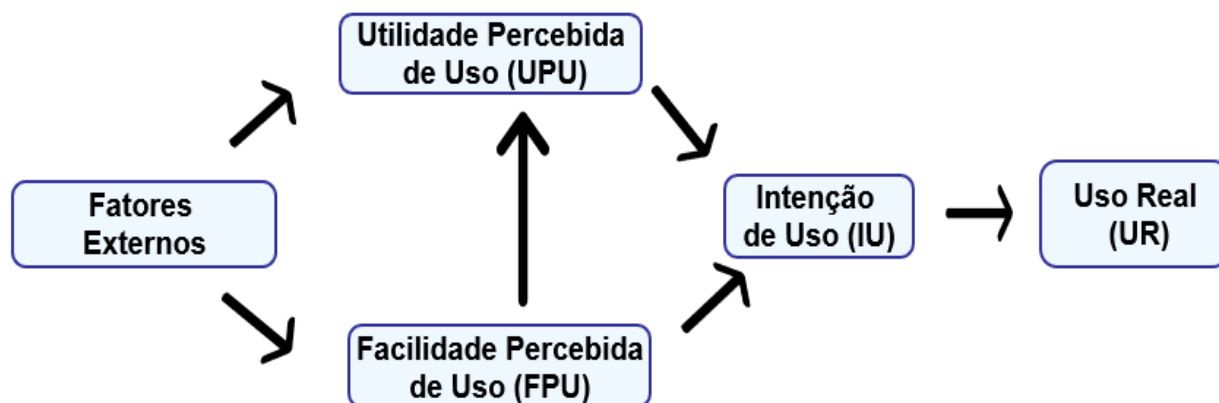 Utilidade Percebida
de Uso (UPU)
Fatores
Externos
Intenção
de Uso (IU)
Uso Real
(UR)
Facilidade Percebida
de Uso (FPU)